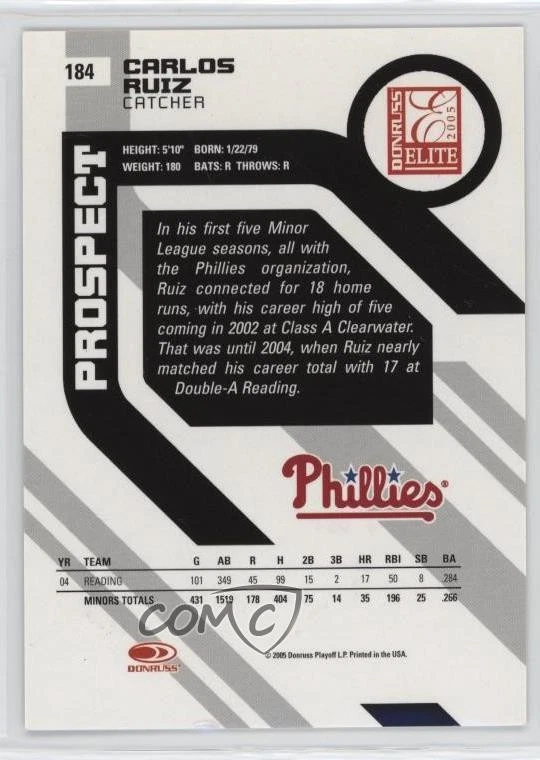 184
CARLOS
RUIZ
CATCHER
DONRUSS
E
2005
ELITE
HEIGHT: 5'10" BORN: 1/22/79
WEIGHT: 180 BATS: R THROWS: R
PROSPECT
In his first five Minor
League seasons, all with
the Phillies organization,
Ruiz connected for 18 home
runs, with his career high of five
coming in 2002 at Class A Clearwater.
That was until 2004, when Ruiz nearly
matched his career total with 17 at
Double-A Reading.
Phillies®
YR TEAM G AB R H 2B 3B HR RBI SB BA
04 READING 101 349 45 99 15 2 17 50 8 .284
MINORS TOTALS 431 1519 178 404 75 14 35 196 25 .266
COMC
DONRUSS
© 2005 Donruss Playoff L.P. Printed in the USA.